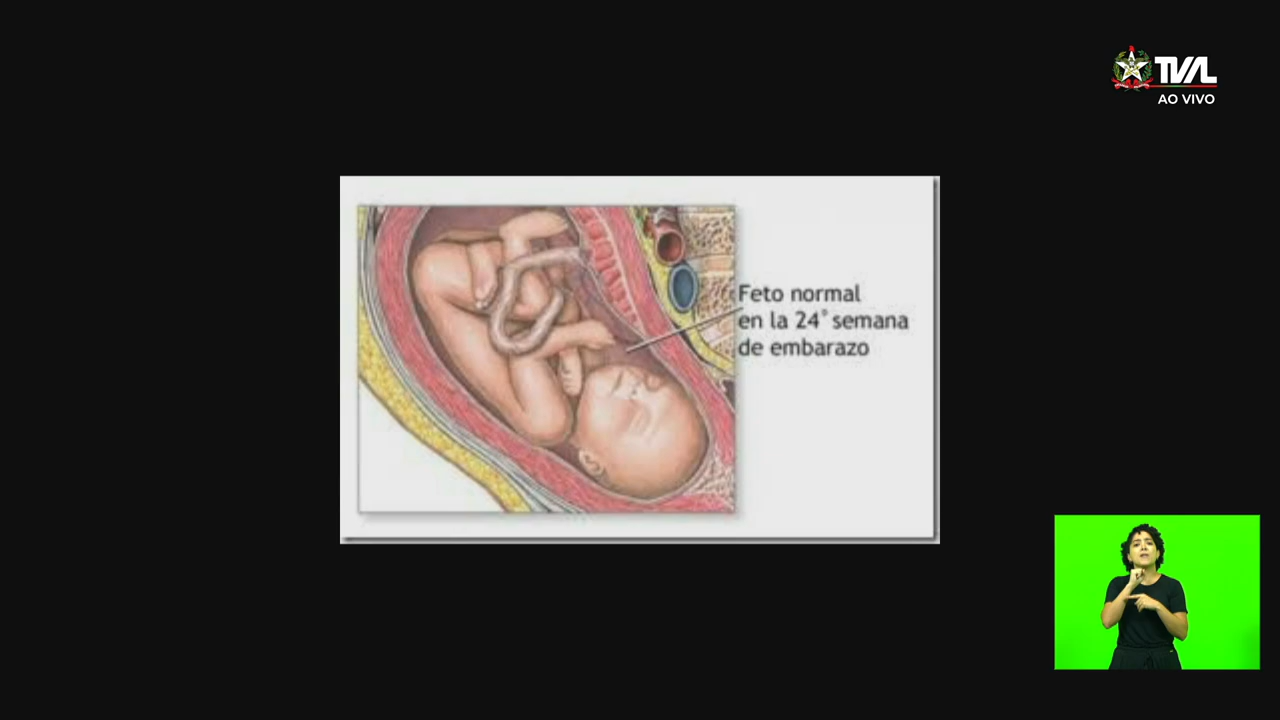 TVAL
AO VIVO
Feto normal
en la 24° semana
de embarazo